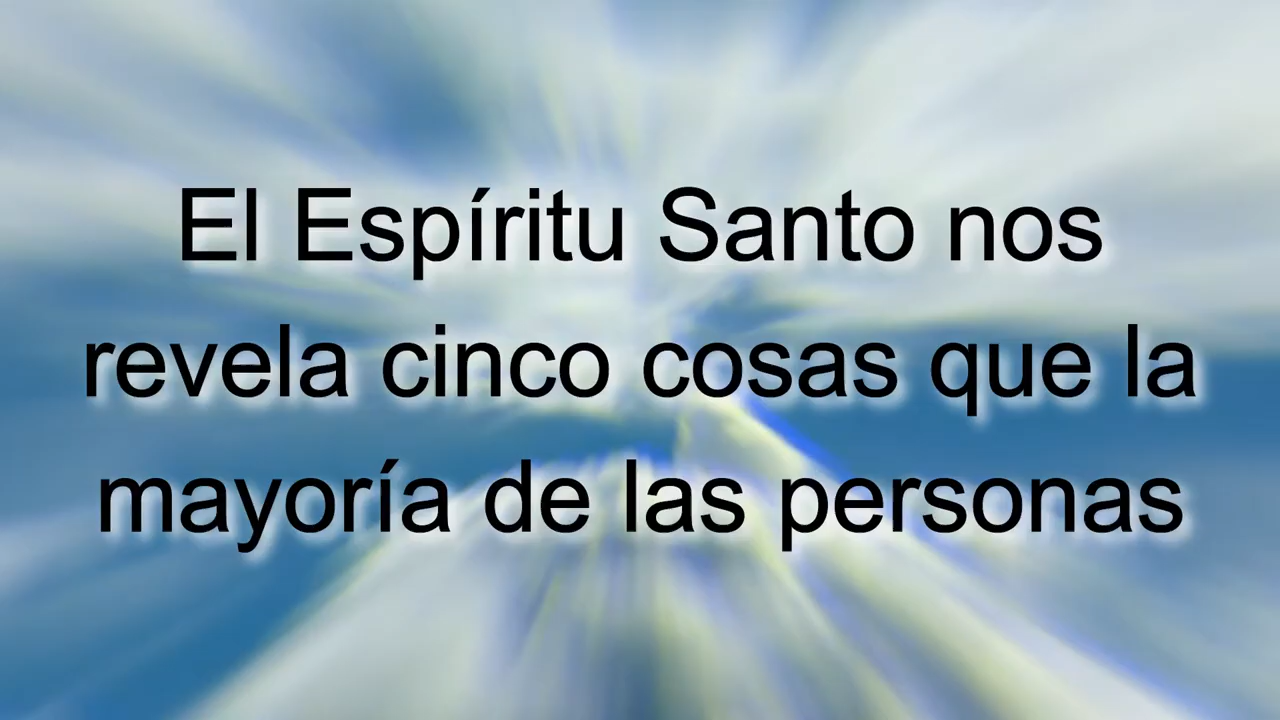 El Espíritu Santo nos
revela cinco cosas que la
mayoría de las personas